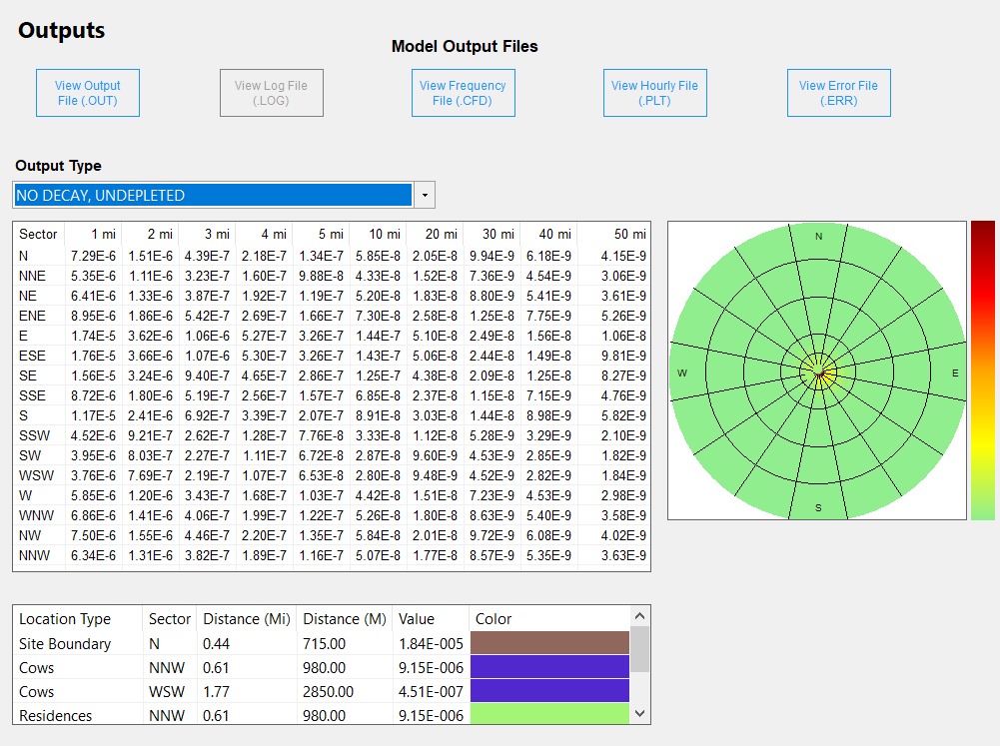 Outputs
Model Output Files
View Output
File (.OUT)
View Log File
(.LOG)
View Frequency
File (.CFD)
View Hourly File
(.PLT)
View Error File
(.ERR)
Output Type
NO DECAY, UNDEPLETED
Sector 1 mi 2 mi 3 mi 4 mi 5 mi 10 mi 20 mi 30 mi 40 mi 50 mi
N 7.29E-6 1.51E-6 4.39E-7 2.18E-7 1.34E-7 5.85E-8 2.05E-8 9.94E-9 6.18E-9 4.15E-9
NNE 5.35E-6 1.11E-6 3.23E-7 1.60E-7 9.88E-8 4.33E-8 1.52E-8 7.36E-9 4.54E-9 3.06E-9
NE 6.41E-6 1.33E-6 3.87E-7 1.92E-7 1.19E-7 5.20E-8 1.83E-8 8.80E-9 5.41E-9 3.61E-9
ENE 8.95E-6 1.86E-6 5.42E-7 2.69E-7 1.66E-7 7.30E-8 2.58E-8 1.25E-8 7.75E-9 5.26E-9
E 1.74E-5 3.62E-6 1.06E-6 5.27E-7 3.26E-7 1.44E-7 5.10E-8 2.49E-8 1.56E-8 1.06E-8
ESE 1.76E-5 3.66E-6 1.07E-6 5.30E-7 3.26E-7 1.43E-7 5.06E-8 2.44E-8 1.49E-8 9.81E-9
SE 1.56E-5 3.24E-6 9.40E-7 4.65E-7 2.86E-7 1.25E-7 4.38E-8 2.09E-8 1.25E-8 8.27E-9
SSE 8.72E-6 1.80E-6 5.19E-7 2.56E-7 1.57E-7 6.85E-8 2.37E-8 1.15E-8 7.15E-9 4.76E-9
S 1.17E-5 2.41E-6 6.92E-7 3.39E-7 2.07E-7 8.91E-8 3.03E-8 1.44E-8 8.98E-9 5.82E-9
SSW 4.52E-6 9.21E-7 2.62E-7 1.28E-7 7.76E-8 3.33E-8 1.12E-8 5.28E-9 3.29E-9 2.10E-9
SW 3.95E-6 8.03E-7 2.27E-7 1.11E-7 6.72E-8 2.87E-8 9.60E-9 4.53E-9 2.85E-9 1.82E-9
WSW 3.76E-6 7.69E-7 2.19E-7 1.07E-7 6.53E-8 2.80E-8 9.48E-9 4.52E-9 2.82E-9 1.84E-9
W 5.85E-6 1.20E-6 3.43E-7 1.68E-7 1.03E-7 4.42E-8 1.51E-8 7.23E-9 4.53E-9 2.98E-9
WNW 6.86E-6 1.41E-6 4.06E-7 1.99E-7 1.22E-7 5.26E-8 1.80E-8 8.63E-9 5.40E-9 3.58E-9
NW 7.50E-6 1.55E-6 4.46E-7 2.20E-7 1.35E-7 5.84E-8 2.01E-8 9.72E-9 6.08E-9 4.02E-9
NNW 6.34E-6 1.31E-6 3.82E-7 1.89E-7 1.16E-7 5.07E-8 1.77E-8 8.57E-9 5.35E-9 3.63E-9
N
W E
S
Location Type Sector Distance (Mi) Distance (M) Value Color
Site Boundary N 0.44 715.00 1.84E-005
Cows NNW 0.61 980.00 9.15E-006
Cows WSW 1.77 2850.00 4.51E-007
Residences NNW 0.61 980.00 9.15E-006